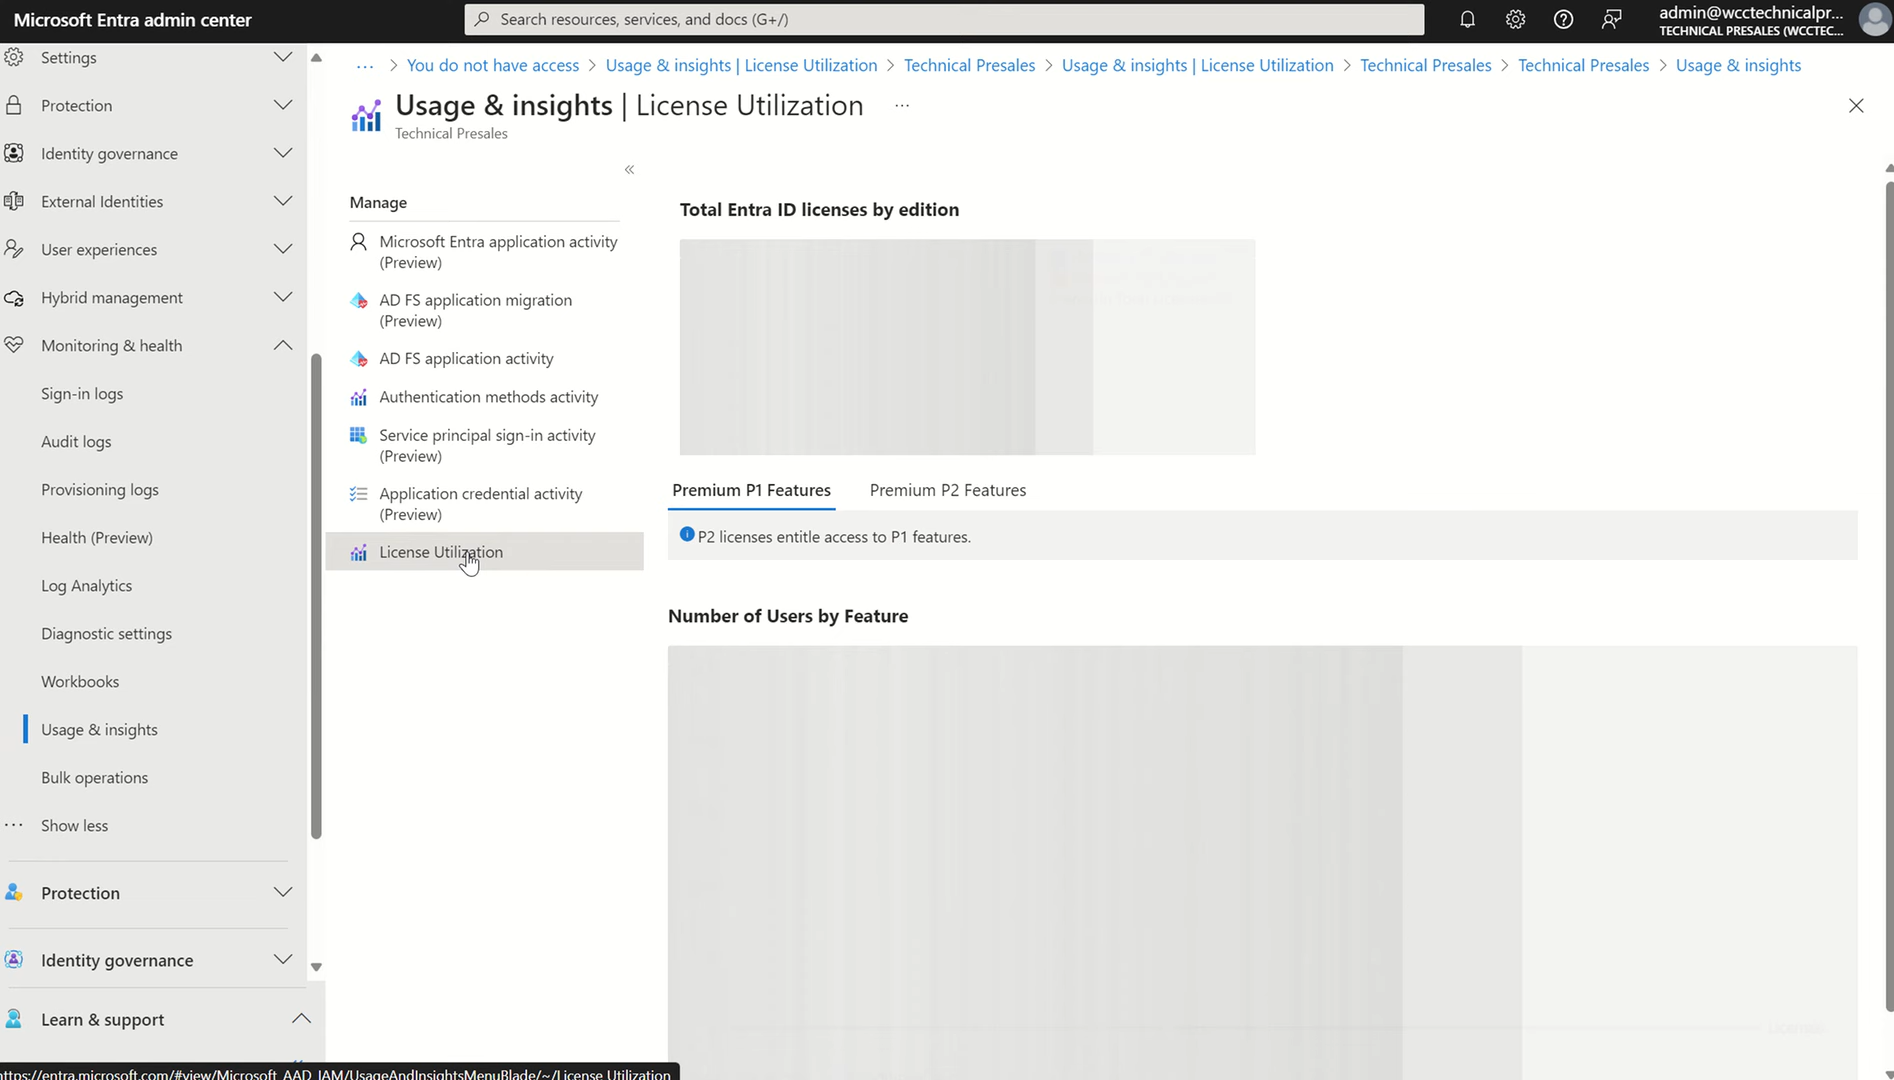 Microsoft Entra admin center
Search resources, services, and docs (G+/)
admin@wcctechnicalpr...
TECHNICAL PRESALES (WCCTEC...
Settings
Protection
Identity governance
External Identities
User experiences
Hybrid management
Monitoring & health
Sign-in logs
Audit logs
Provisioning logs
Health (Preview)
Log Analytics
Diagnostic settings
Workbooks
Usage & insights
Bulk operations
Show less
Protection
Identity governance
Learn & support
... > You do not have access > Usage & insights | License Utilization > Technical Presales > Usage & insights | License Utilization > Technical Presales > Technical Presales > Usage & insights
Usage & insights | License Utilization ...
Technical Presales
Manage
Microsoft Entra application activity
(Preview)
AD FS application migration
(Preview)
AD FS application activity
Authentication methods activity
Service principal sign-in activity
(Preview)
Application credential activity
(Preview)
License Utilization
Total Entra ID licenses by edition
Premium P1 Features Premium P2 Features
P2 licenses entitle access to P1 features.
Number of Users by Feature
https://entra.microsoft.com/#view/Microsoft_AAD_IAM/UsageAndInsightsMenuBlade/~/License Utilization